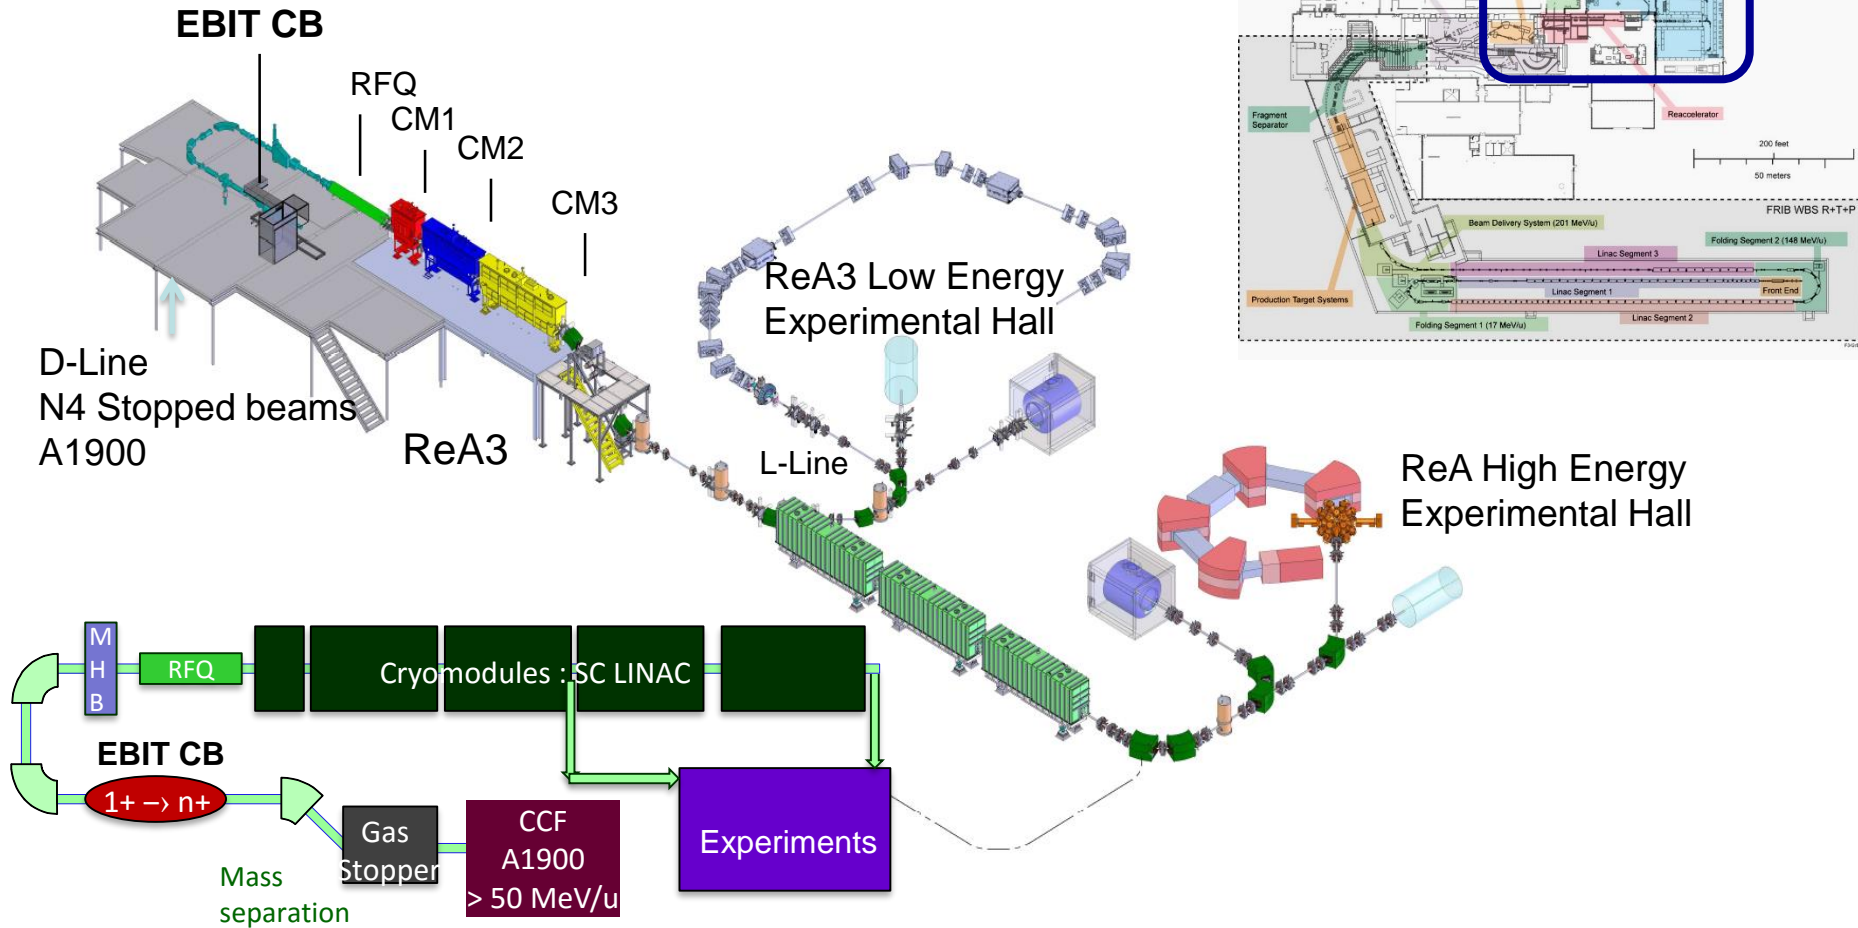 EBIT CB
RFQ
CM1
CM2
CM3
D-Line
N4 Stopped beams
A1900
ReA3
ReA3 Low Energy
Experimental Hall
L-Line
ReA High Energy
Experimental Hall
Fragment
Separator
Reaccelerator
200 feet
50 meters
FRIB WBS R+T+P
Beam Delivery System (201 MeV/u)
Folding Segment 2 (148 MeV/u)
Linac Segment 3
Linac Segment 1
Front End
Production Target Systems
Linac Segment 2
Folding Segment 1 (17 MeV/u)
M
H
B
RFQ
Cryomodules : SC LINAC
EBIT CB
1+ –› n+
Gas
Stopper
CCF
A1900
> 50 MeV/u
Mass
separation
Experiments